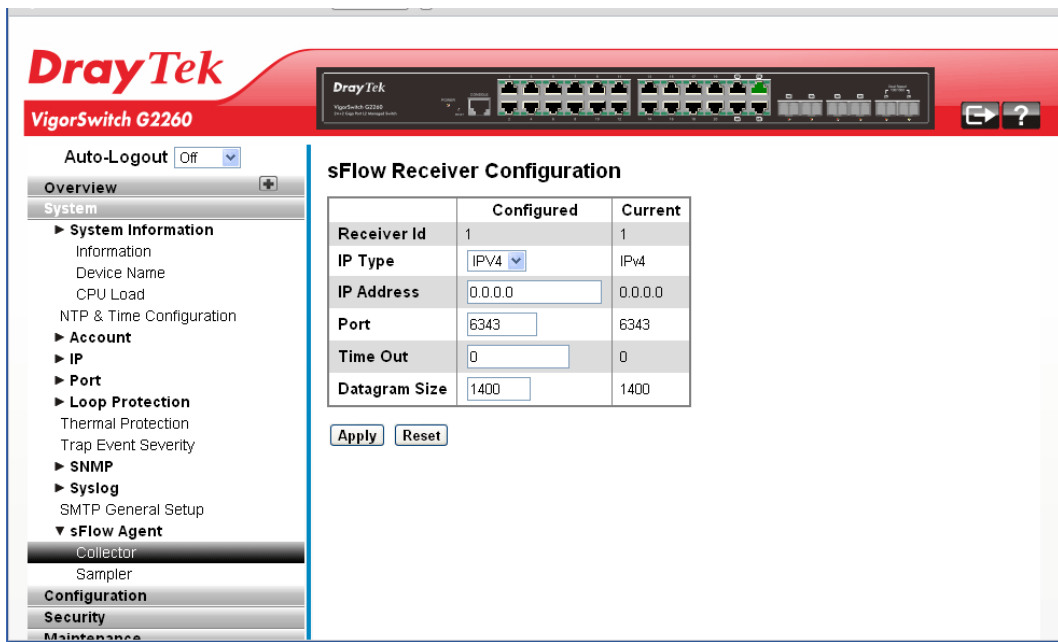 DrayTek
VigorSwitch G2260
DrayTek
VigorSwitch G2260
Auto-Logout Off
Overview
System
System Information
Information
Device Name
CPU Load
NTP & Time Configuration
Account
IP
Port
Loop Protection
Thermal Protection
Trap Event Severity
SNMP
Syslog
SMTP General Setup
sFlow Agent
Collector
Sampler
Configuration
Security
Maintenance
?
sFlow Receiver Configuration
Configured Current
Receiver Id 1 1
IP Type IPV4 IPv4
IP Address 0.0.0.0 0.0.0.0
Port 6343 6343
Time Out 0 0
Datagram Size 1400 1400
Apply Reset